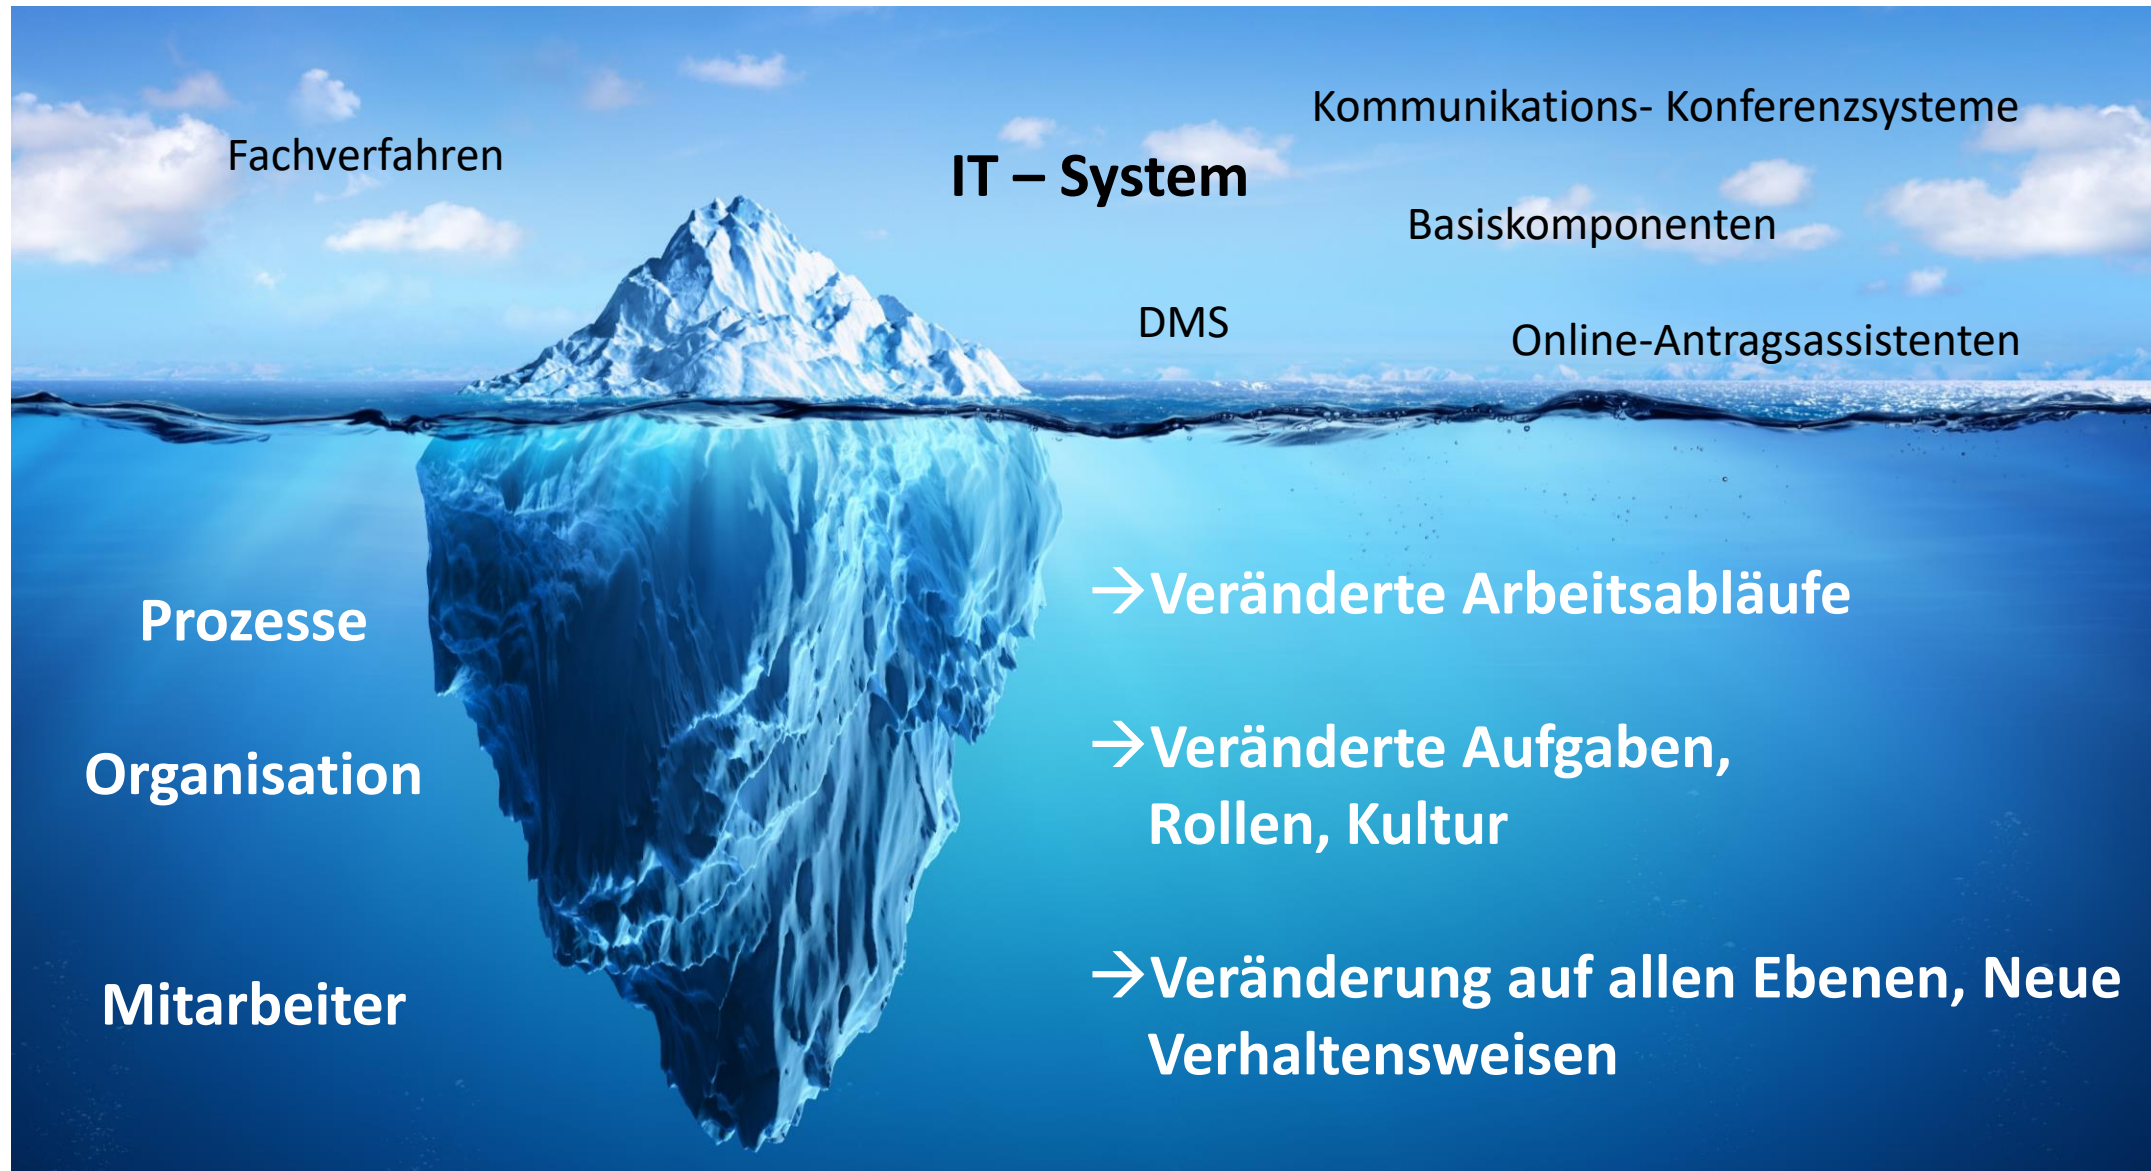 Kommunikations- Konferenzsysteme
Fachverfahren
IT – System
Basiskomponenten
DMS
Online-Antragsassistenten
Prozesse
→Veränderte Arbeitsabläufe
Organisation
→Veränderte Aufgaben,
Rollen, Kultur
Mitarbeiter
→Veränderung auf allen Ebenen, Neue
Verhaltensweisen